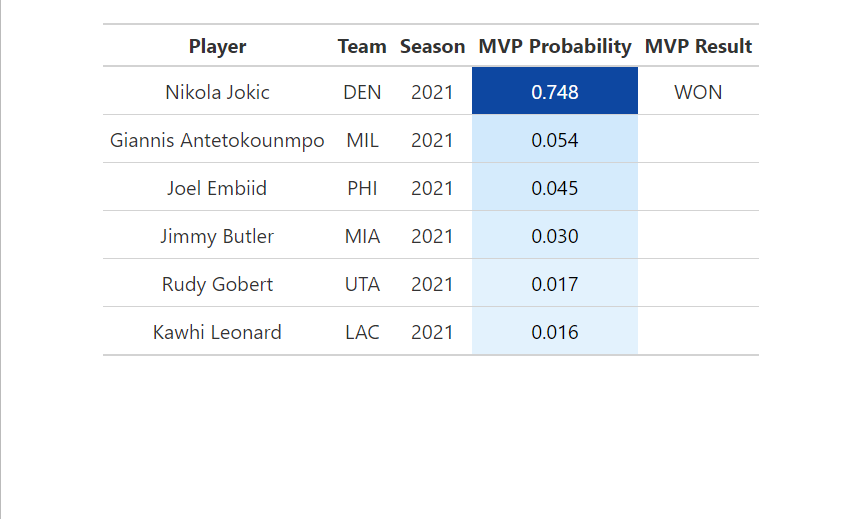 Player Team Season MVP Probability MVP Result
Nikola Jokic DEN 2021 0.748 WON
Giannis Antetokounmpo MIL 2021 0.054
Joel Embiid PHI 2021 0.045
Jimmy Butler MIA 2021 0.030
Rudy Gobert UTA 2021 0.017
Kawhi Leonard LAC 2021 0.016